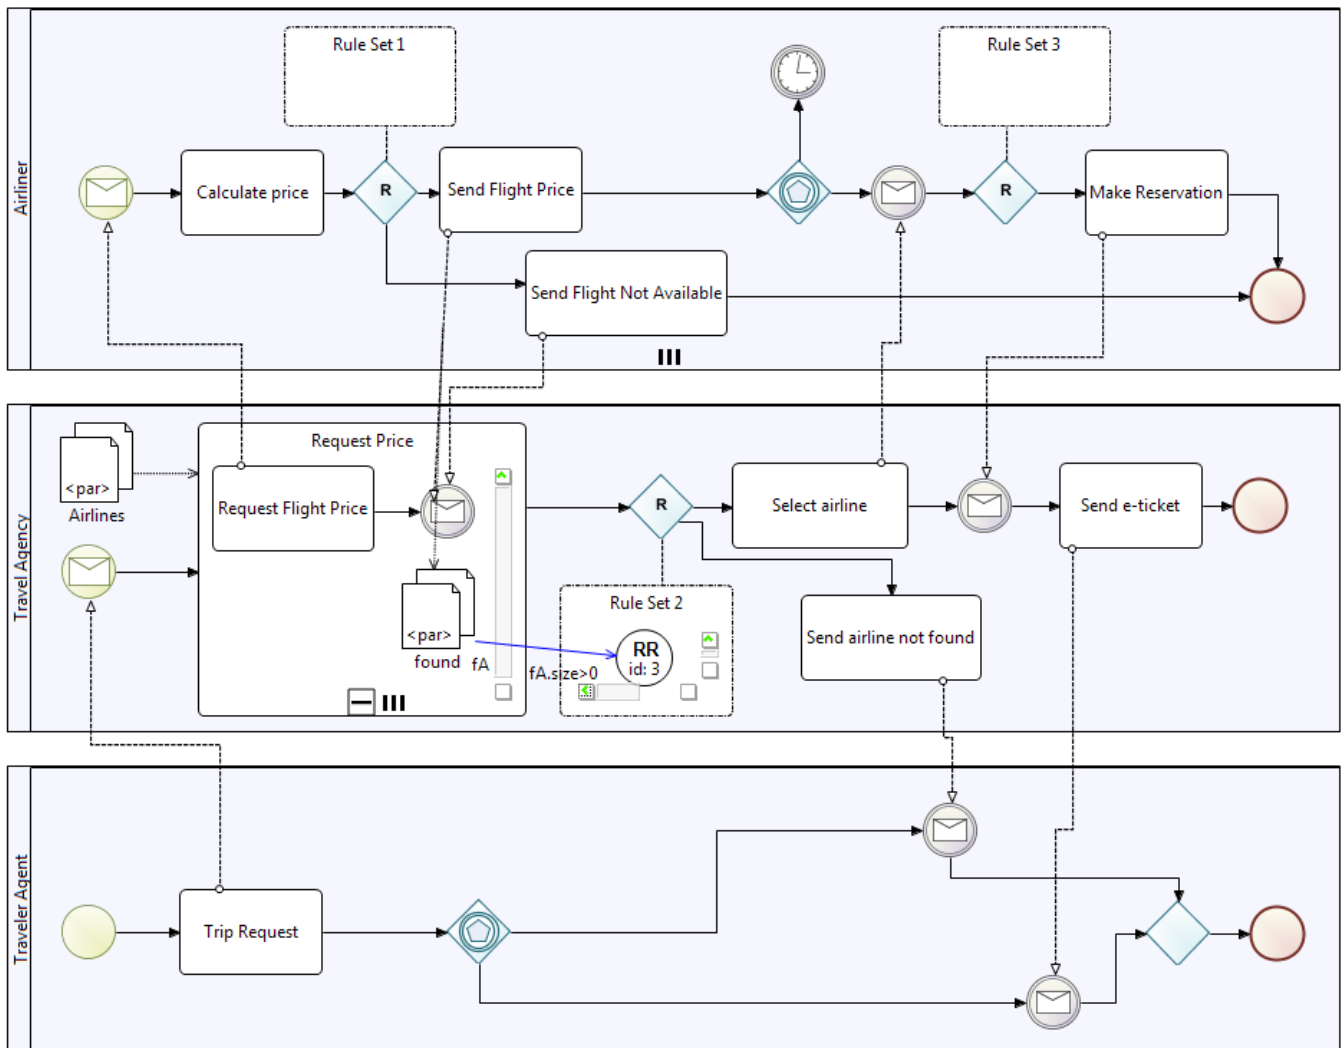 Airliner
Rule Set 1
Rule Set 3
Calculate price
R
Send Flight Price
R
Make Reservation
Send Flight Not Available
Travel Agency
<par>
Airlines
Request Price
Request Flight Price
<par>
found
fA
fA.size>0
R
Rule Set 2
RR
id: 3
Select airline
Send e-ticket
Send airline not found
Traveler Agent
Trip Request